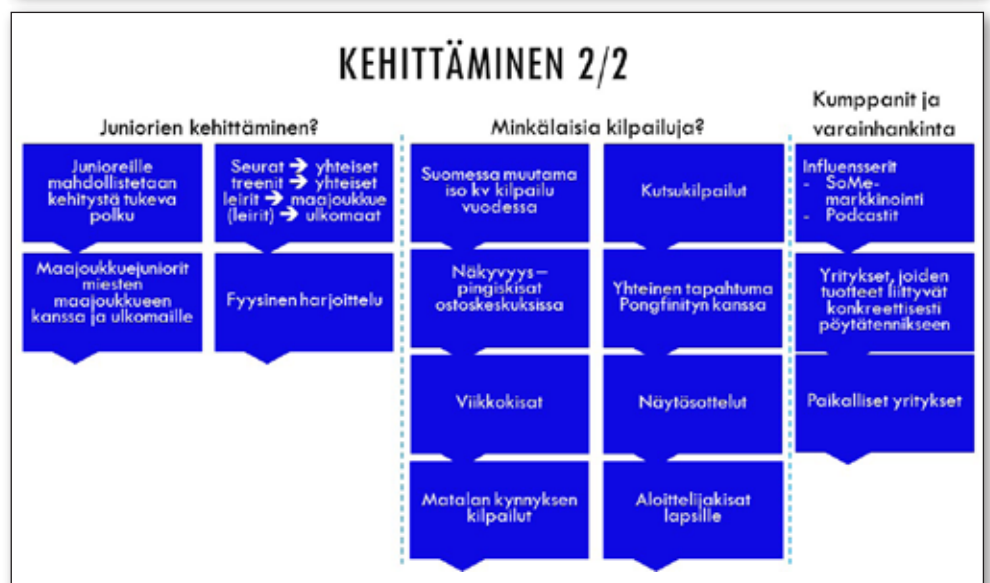 KEHITTÄMINEN 2/2
Juniorien kehittäminen?
Junioreille
mahdollistetaan
kehitystä tukeva
polku
Seurat → yhteiset
treenit → yhteiset
leirit → maajoukkue
(leirit) → ulkomaat
Maajoukkuejuniorit
miesten
maajoukkueen
kanssa ja ulkomaille
Fyysinen harjoittelu
Minkälaisia kilpailuja?
Suomessa muutama
iso kv kilpailu
vuodessa
Kutsukilpailut
Näkyvyys –
pingiskisat
ostoskeskuksissa
Yhteinen tapahtuma
Pongfinityn kanssa
Viikkokisat
Näytösottelut
Matalan kynnyksen
kilpailut
Aloittelijakisat
lapsille
Kumppanit ja
varainhankinta
Influensserit
- SoMe-
markkinointi
- Podcastit
Yritykset, joiden
tuotteet liittyvät
konkreettisesti
pöytätennikseen
Paikalliset yritykset